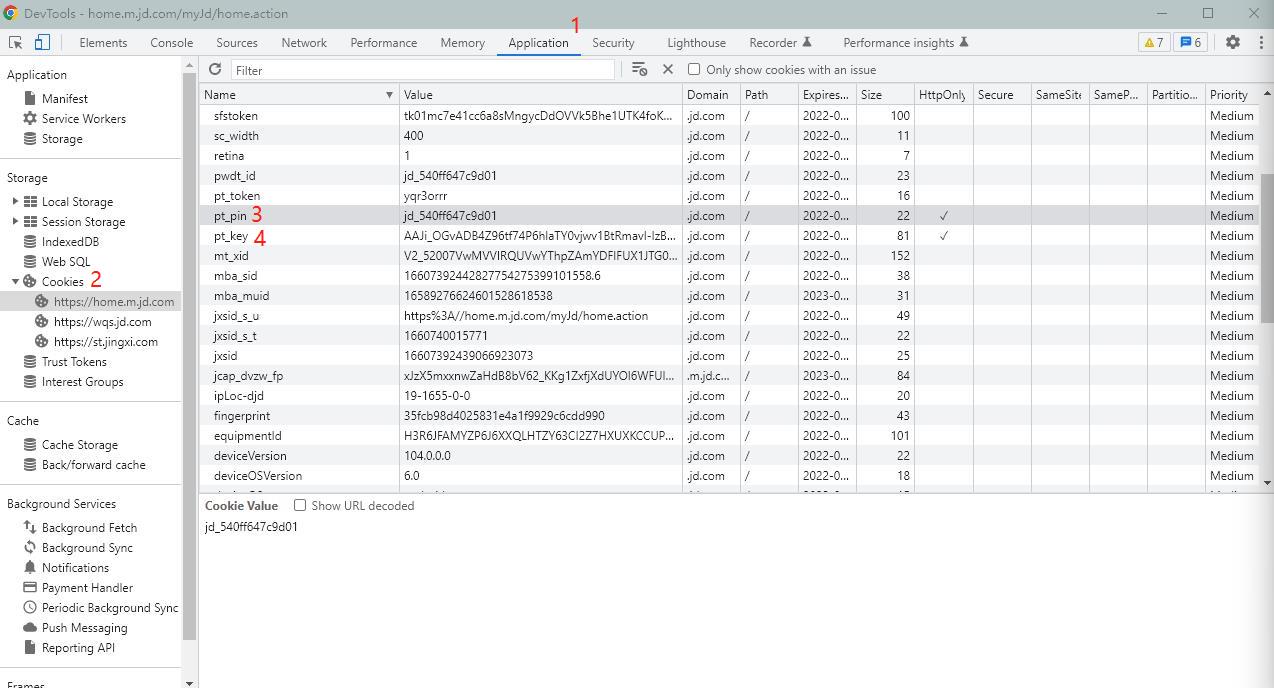 DevTools - home.m.jd.com/myJd/home.action
1
Elements Console Sources Network Performance Memory Application Security Lighthouse Recorder Performance insights 7 6
Application
Manifest
Service Workers
Storage
Storage
Local Storage
Session Storage
IndexedDB
Web SQL
Cookies 2
https://home.m.jd.com
https://wqs.jd.com
https://st.jingxi.com
Trust Tokens
Interest Groups
Cache
Cache Storage
Back/forward cache
Background Services
Background Fetch
Background Sync
Notifications
Payment Handler
Periodic Background Sync
Push Messaging
Reporting API
Frames
Filter Only show cookies with an issue
Name Value Domain Path Expires... Size HttpOnly Secure SameSite SameP... Partitio... Priority
sfstoken tk01mc7e41cc6a8sMngycDdOVVk5Bhe1UTK4foK... .jd.com / 2022-0... 100 Medium
sc_width 400 .jd.com / 2022-0... 11 Medium
retina 1 .jd.com / 2022-0... 7 Medium
pwdt_id jd_540ff647c9d01 .jd.com / 2022-0... 23 Medium
pt_token yqr3orrr .jd.com / 2022-0... 16 Medium
pt_pin 3 jd_540ff647c9d01 .jd.com / 2022-0... 22 ✓ Medium
pt_key 4 AAJi_OGvADB4Z96tf74P6hlaTY0vjwv1BtRmavI-IzB... .jd.com / 2022-0... 81 ✓ Medium
mt_xid V2_52007VwMVVlRQUVwYThpZAmYDFlFUX1JTG0... .jd.com / 2022-0... 152 Medium
mba_sid 16607392442827754275399101558.6 .jd.com / 2022-0... 38 Medium
mba_muid 16589276624601528618538 .jd.com / 2023-0... 31 Medium
jxsid_s_u https%3A//home.m.jd.com/myJd/home.action .jd.com / 2022-0... 49 Medium
jxsid_s_t 1660740015771 .jd.com / 2022-0... 22 Medium
jxsid 16607392439066923073 .jd.com / 2022-0... 25 Medium
jcap_dvzw_fp xJzX5mxxnwZaHdB8bV62_KKg1ZxfjXdUYOl6WFUl... .m.jd.c... / 2023-0... 84 Medium
ipLoc-djd 19-1655-0-0 .jd.com / 2022-0... 20 Medium
fingerprint 35fcb98d4025831e4a1f9929c6cdd990 .jd.com / 2022-0... 43 Medium
equipmentId H3R6JFAMYZP6J6XXQLHTZY63CI2Z7HXUXKCCUP... .jd.com / 2022-0... 101 Medium
deviceVersion 104.0.0.0 .jd.com / 2022-0... 22 Medium
deviceOSVersion 6.0 .jd.com / 2022-0... 18 Medium
Cookie Value Show URL decoded
jd_540ff647c9d01